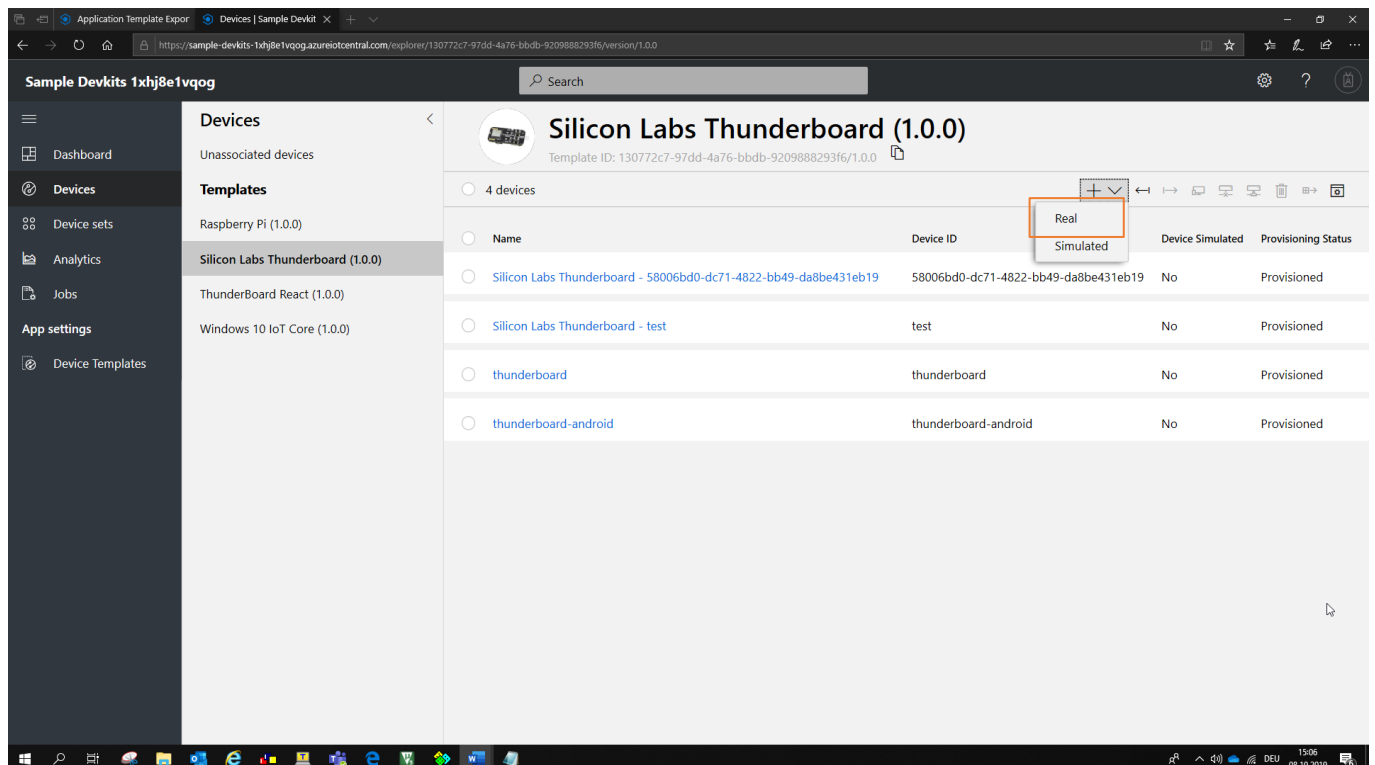 Application Template Expor
Devices | Sample Devkit
https://sample-devkits-1xhj8e1vqog.azureiotcentral.com/explorer/130772c7-97dd-4a76-bbdb-9209888293f6/version/1.0.0
Sample Devkits 1xhj8e1vqog
Search
Dashboard
Devices
Device sets
Analytics
Jobs
App settings
Device Templates
Devices
Unassociated devices
Templates
Raspberry Pi (1.0.0)
Silicon Labs Thunderboard (1.0.0)
ThunderBoard React (1.0.0)
Windows 10 IoT Core (1.0.0)
Silicon Labs Thunderboard (1.0.0)
Template ID: 130772c7-97dd-4a76-bbdb-9209888293f6/1.0.0
4 devices
Real
Simulated
Name Device ID Device Simulated Provisioning Status
Silicon Labs Thunderboard - 58006bd0-dc71-4822-bb49-da8be431eb19 58006bd0-dc71-4822-bb49-da8be431eb19 No Provisioned
Silicon Labs Thunderboard - test test No Provisioned
thunderboard thunderboard No Provisioned
thunderboard-android thunderboard-android No Provisioned
DEU
15:06
08.10.2019